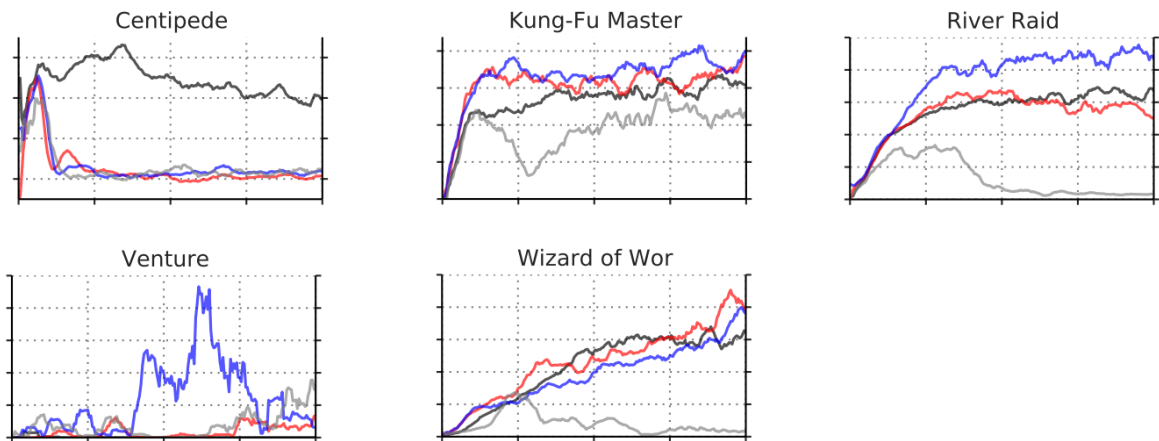 Centipede
Kung-Fu Master
River Raid
Venture
Wizard of Wor